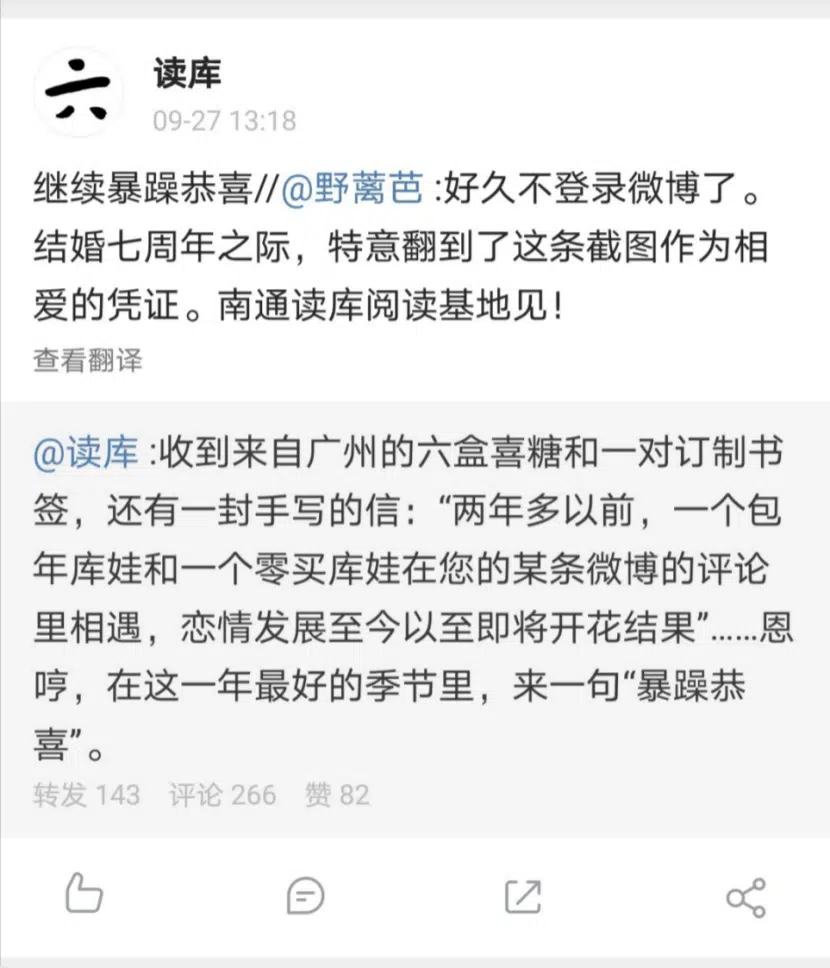 六
读库
09-27 13:18
继续暴躁恭喜//@野蓠芭 :好久不登录微博了。
结婚七周年之际，特意翻到了这条截图作为相
爱的凭证。南通读库阅读基地见！
查看翻译
@读库 :收到来自广州的六盒喜糖和一对订制书
签，还有一封手写的信：“两年多以前，一个包
年库娃和一个零买库娃在您的某条微博的评论
里相遇，恋情发展至今以至即将开花结果”……恩
哼，在这一年最好的季节里，来一句“暴躁恭
喜”。
转发 143 评论 266 赞 82